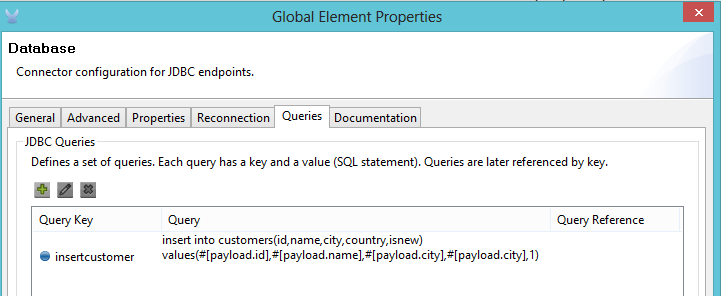 Global Element Properties
Database
Connector configuration for JDBC endpoints.
General Advanced Properties Reconnection Queries Documentation
JDBC Queries
Defines a set of queries. Each query has a key and a value (SQL statement). Queries are later referenced by key.
Query Key Query Query Reference
insert into customers(id,name,city,country,isnew)
insertcustomer values(#[payload.id],#[payload.name],#[payload.city],#[payload.city],1)